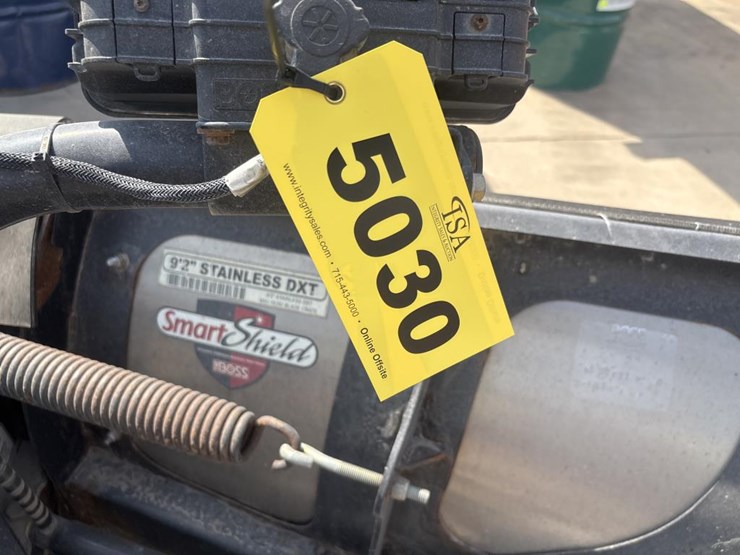 5030
ISA
www.integritysales.com • 715-443-5000 • Online Offsite
9'2" STAINLESS DXT
SmartShield
BOSS